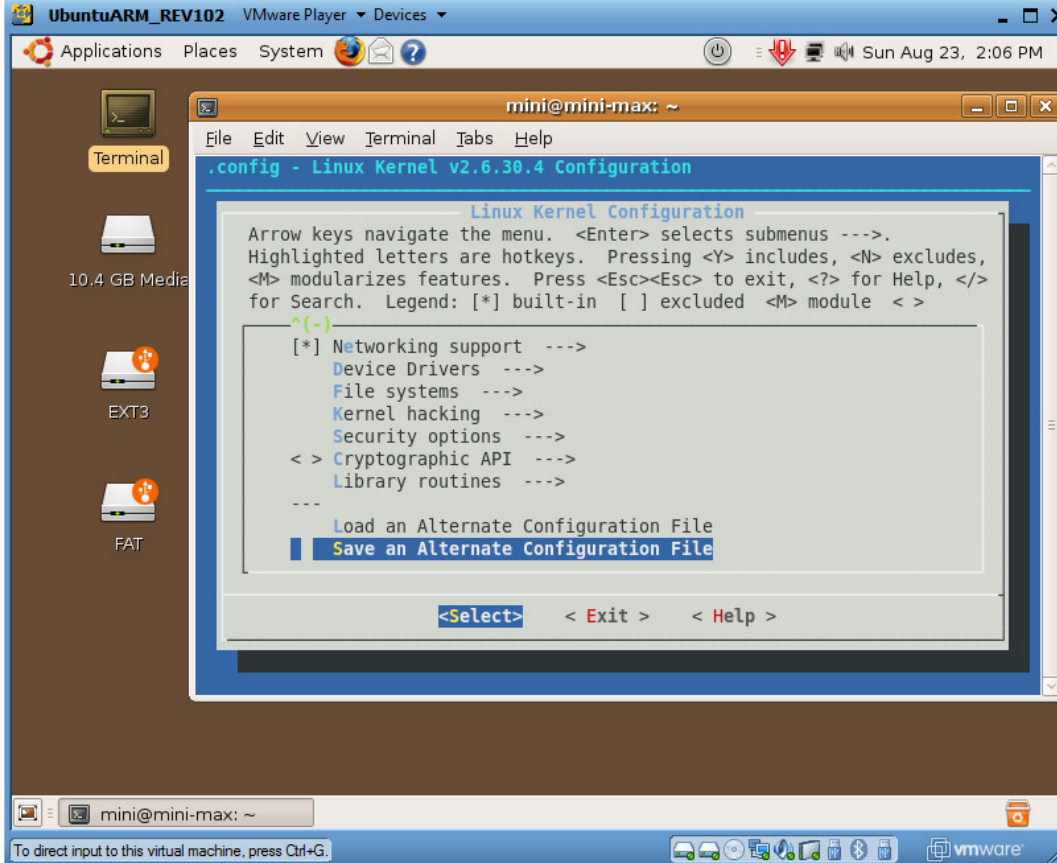 UbuntuARM_REV102 VMware Player Devices
Applications Places System Sun Aug 23, 2:06 PM
mini@mini-max: ~
File Edit View Terminal Tabs Help
Terminal
.config - Linux Kernel v2.6.30.4 Configuration
Linux Kernel Configuration
Arrow keys navigate the menu. <Enter> selects submenus --->.
Highlighted letters are hotkeys. Pressing <Y> includes, <N> excludes,
<M> modularizes features. Press <Esc><Esc> to exit, <?> for Help, </>
for Search. Legend: [*] built-in [ ] excluded <M> module < >
10.4 GB Media
^(-)
[*] Networking support --->
Device Drivers --->
File systems --->
Kernel hacking --->
Security options --->
< > Cryptographic API --->
Library routines --->
---
Load an Alternate Configuration File
Save an Alternate Configuration File
EXT3
FAT
<Select> < Exit > < Help >
mini@mini-max: ~
To direct input to this virtual machine, press Ctrl+G.
vmware